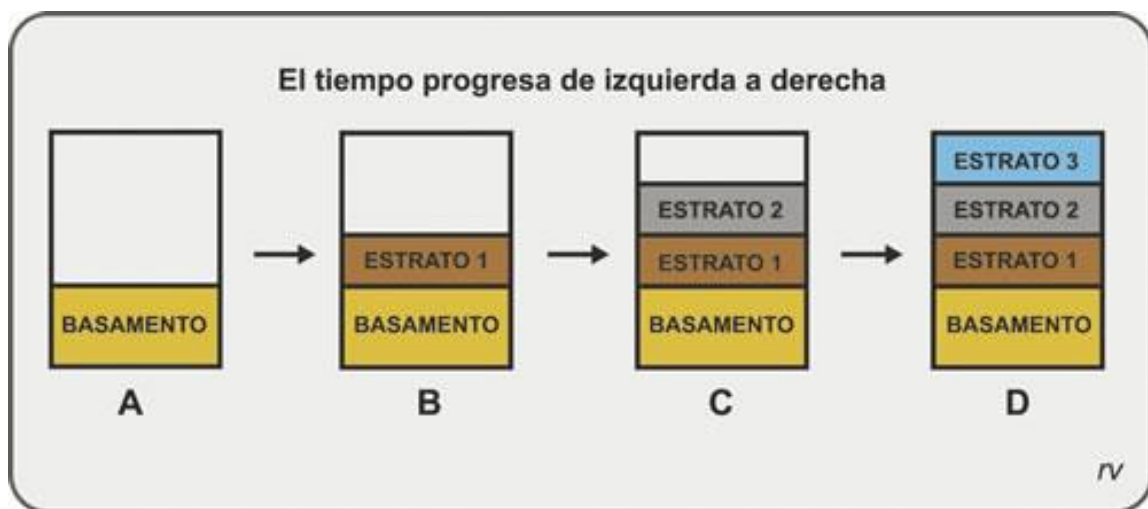 El tiempo progresa de izquierda a derecha
ESTRATO 3
ESTRATO 2
ESTRATO 2
ESTRATO 1
ESTRATO 1
ESTRATO 1
BASAMENTO
BASAMENTO
BASAMENTO
BASAMENTO
A
B
C
D
rv